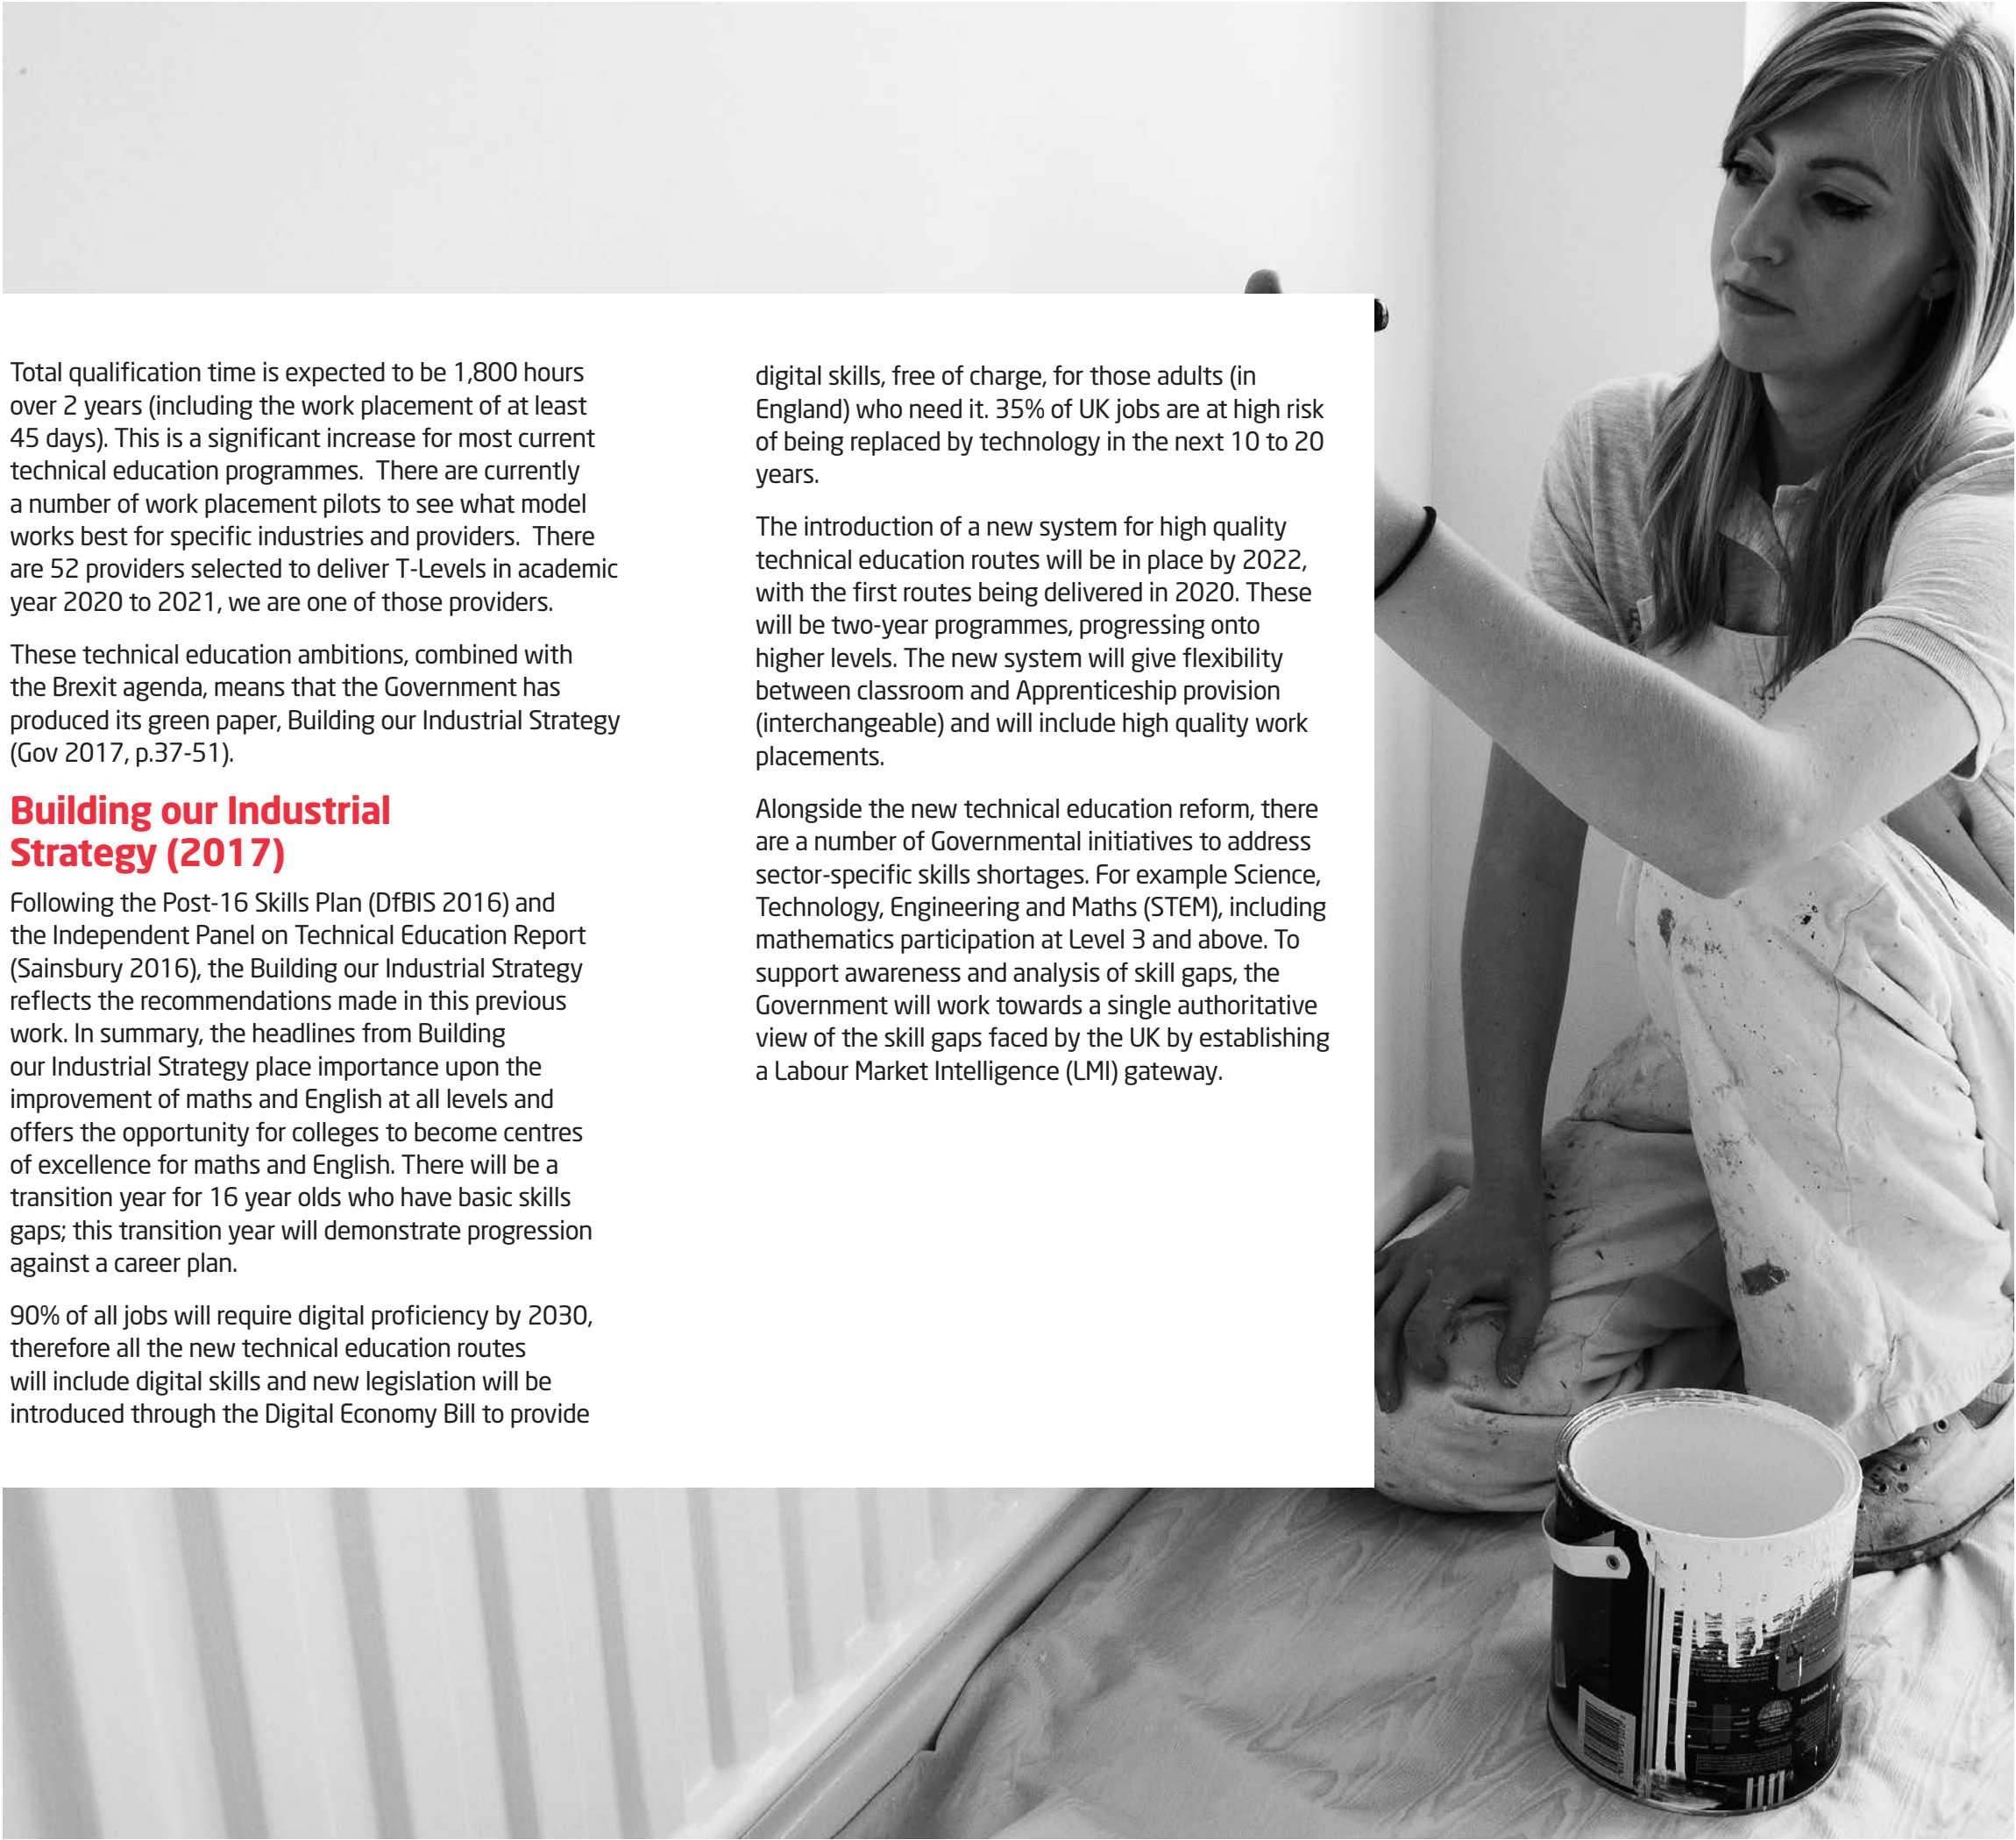 Total qualification time is expected to be 1,800 hours
over 2 years (including the work placement of at least
45 days). This is a significant increase for most current
technical education programmes.  There are currently
a number of work placement pilots to see what model
works best for specific industries and providers.  There
are 52 providers selected to deliver T-Levels in academic
year 2020 to 2021, we are one of those providers.
These technical education ambitions, combined with
the Brexit agenda, means that the Government has
produced its green paper, Building our Industrial Strategy
(Gov 2017, p.37-51).
Building our Industrial
Strategy (2017)
Following the Post-16 Skills Plan (DfBIS 2016) and
the Independent Panel on Technical Education Report
(Sainsbury 2016), the Building our Industrial Strategy
reflects the recommendations made in this previous
work. In summary, the headlines from Building
our Industrial Strategy place importance upon the
improvement of maths and English at all levels and
offers the opportunity for colleges to become centres
of excellence for maths and English. There will be a
transition year for 16 year olds who have basic skills
gaps; this transition year will demonstrate progression
against a career plan.
90% of all jobs will require digital proficiency by 2030,
therefore all the new technical education routes
will include digital skills and new legislation will be
introduced through the Digital Economy Bill to provide
digital skills, free of charge, for those adults (in
England) who need it. 35% of UK jobs are at high risk
of being replaced by technology in the next 10 to 20
years.
The introduction of a new system for high quality
technical education routes will be in place by 2022,
with the first routes being delivered in 2020. These
will be two-year programmes, progressing onto
higher levels. The new system will give flexibility
between classroom and Apprenticeship provision
(interchangeable) and will include high quality work
placements.
Alongside the new technical education reform, there
are a number of Governmental initiatives to address
sector-specific skills shortages. For example Science,
Technology, Engineering and Maths (STEM), including
mathematics participation at Level 3 and above. To
support awareness and analysis of skill gaps, the
Government will work towards a single authoritative
view of the skill gaps faced by the UK by establishing
a Labour Market Intelligence (LMI) gateway.